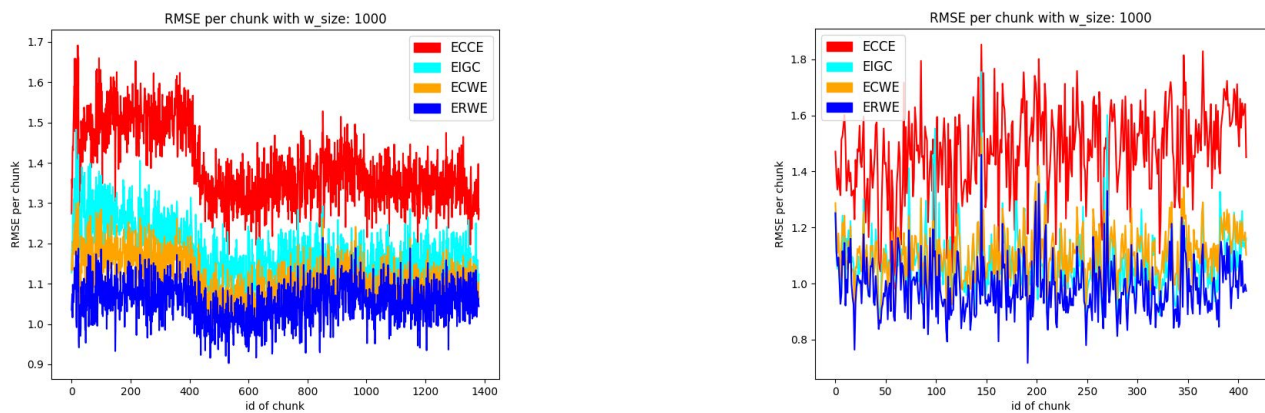 RMSE per chunk with w_size: 1000
RMSE per chunk
1.7
1.6
1.5
1.4
1.3
1.2
1.1
1.0
0.9
ECCE
EIGC
ECWE
ERWE
0 200 400 600 800 1000 1200 1400
id of chunk
RMSE per chunk with w_size: 1000
RMSE per chunk
1.8
1.6
1.4
1.2
1.0
0.8
ECCE
EIGC
ECWE
ERWE
0 50 100 150 200 250 300 350 400
id of chunk